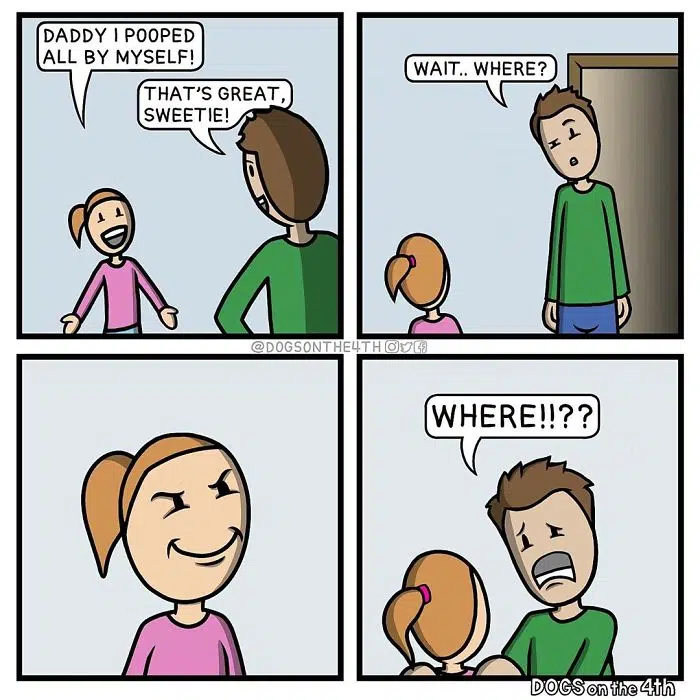 DADDY I POOPED
ALL BY MYSELF!
THAT'S GREAT,
SWEETIE!
WAIT.. WHERE?
@DOGSONTHE4TH
WHERE!!??
DOGS on the 4th